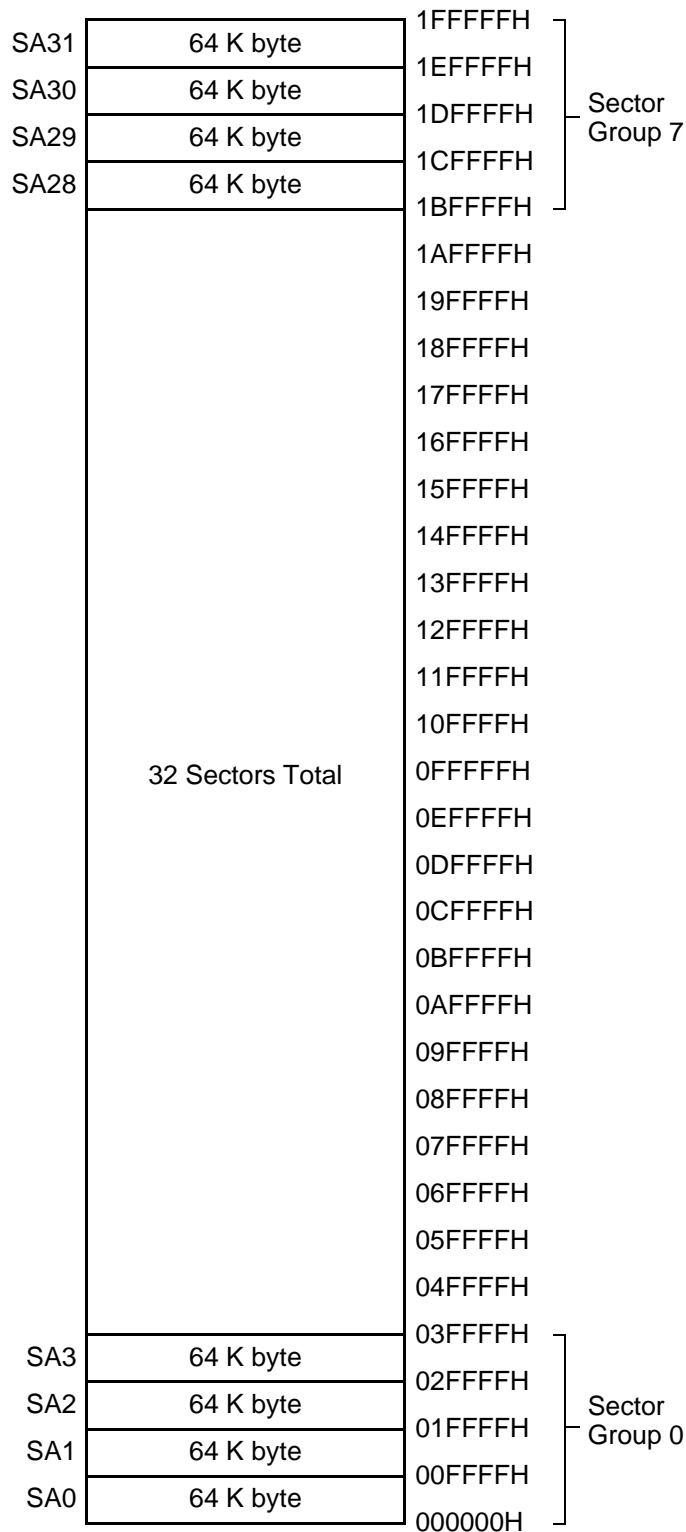 1FFFFFH
SA31 64 K byte
1EFFFFH
SA30 64 K byte
1DFFFFH
Sector
Group 7
SA29 64 K byte
1CFFFFH
SA28 64 K byte
1BFFFFH
1AFFFFH
19FFFFH
18FFFFH
17FFFFH
16FFFFH
15FFFFH
14FFFFH
13FFFFH
12FFFFH
11FFFFH
10FFFFH
32 Sectors Total
0FFFFFH
0EFFFFH
0DFFFFH
0CFFFFH
0BFFFFH
0AFFFFH
09FFFFH
08FFFFH
07FFFFH
06FFFFH
05FFFFH
04FFFFH
03FFFFH
SA3 64 K byte
02FFFFH
SA2 64 K byte
01FFFFH
Sector
Group 0
SA1 64 K byte
00FFFFH
SA0 64 K byte
000000H